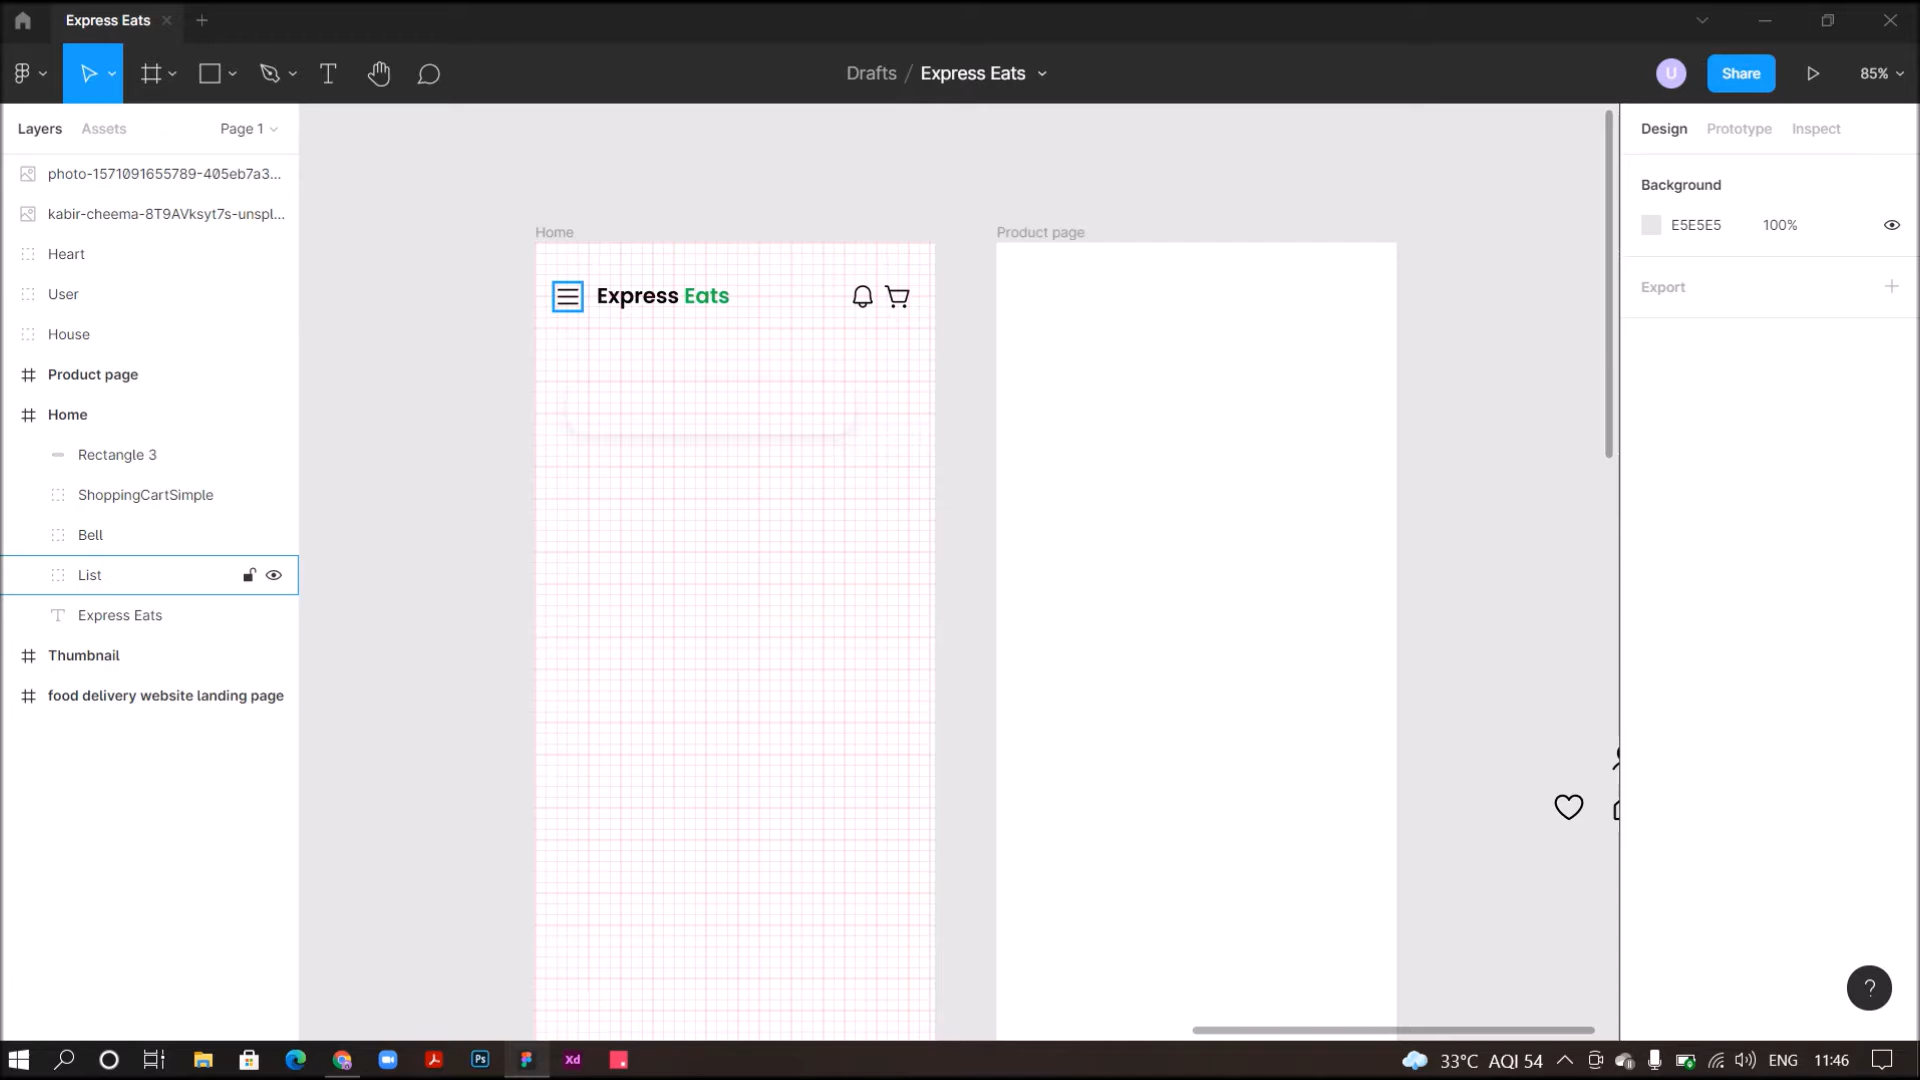 Express Eats
Drafts / Express Eats
U
Share
85%
Layers
Assets
Page 1
Design
Prototype
Inspect
photo-1571091655789-405eb7a3...
kabir-cheema-8T9AVksyt7s-unspl...
Heart
User
House
Product page
Home
Rectangle 3
ShoppingCartSimple
Bell
List
Express Eats
Thumbnail
food delivery website landing page
Home
Express Eats
Product page
Background
E5E5E5
100%
Export
?
Ps
Xd
33°C AQI 54
ENG
11:46